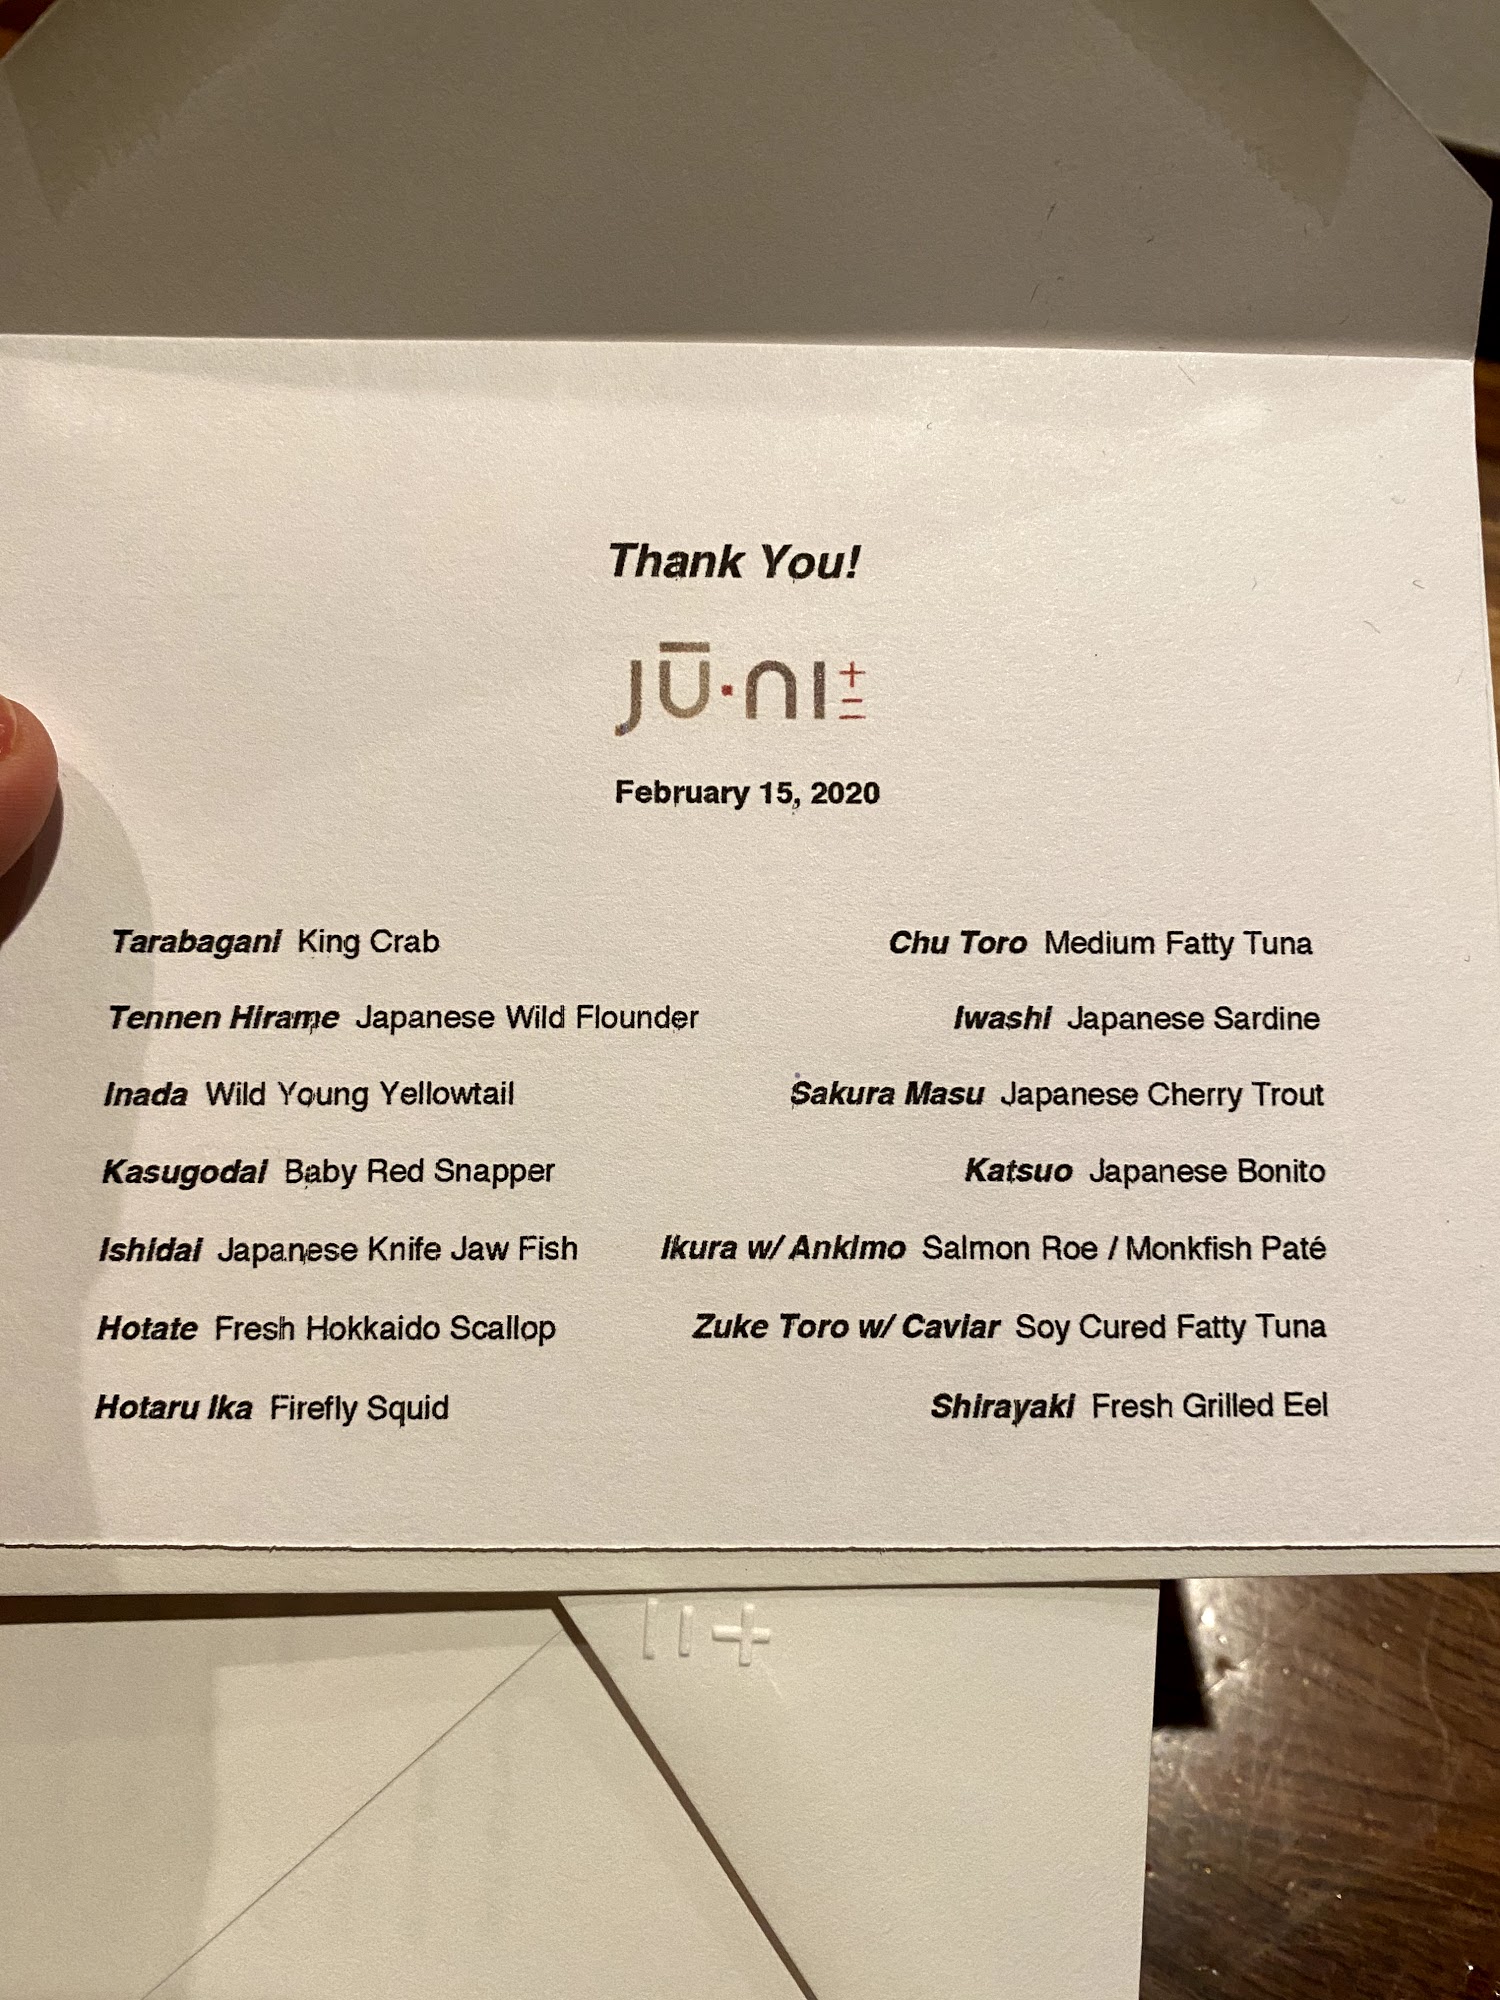 Thank You!
JŪ·NI
+
=
February 15, 2020
Tarabagani King Crab
Tennen Hirame Japanese Wild Flounder
Inada Wild Young Yellowtail
Kasugodai Baby Red Snapper
Ishidai Japanese Knife Jaw Fish
Hotate Fresh Hokkaido Scallop
Hotaru Ika Firefly Squid
Chu Toro Medium Fatty Tuna
Iwashi Japanese Sardine
Sakura Masu Japanese Cherry Trout
Katsuo Japanese Bonito
Ikura w/ Ankimo Salmon Roe / Monkfish Paté
Zuke Toro w/ Caviar Soy Cured Fatty Tuna
Shirayaki Fresh Grilled Eel